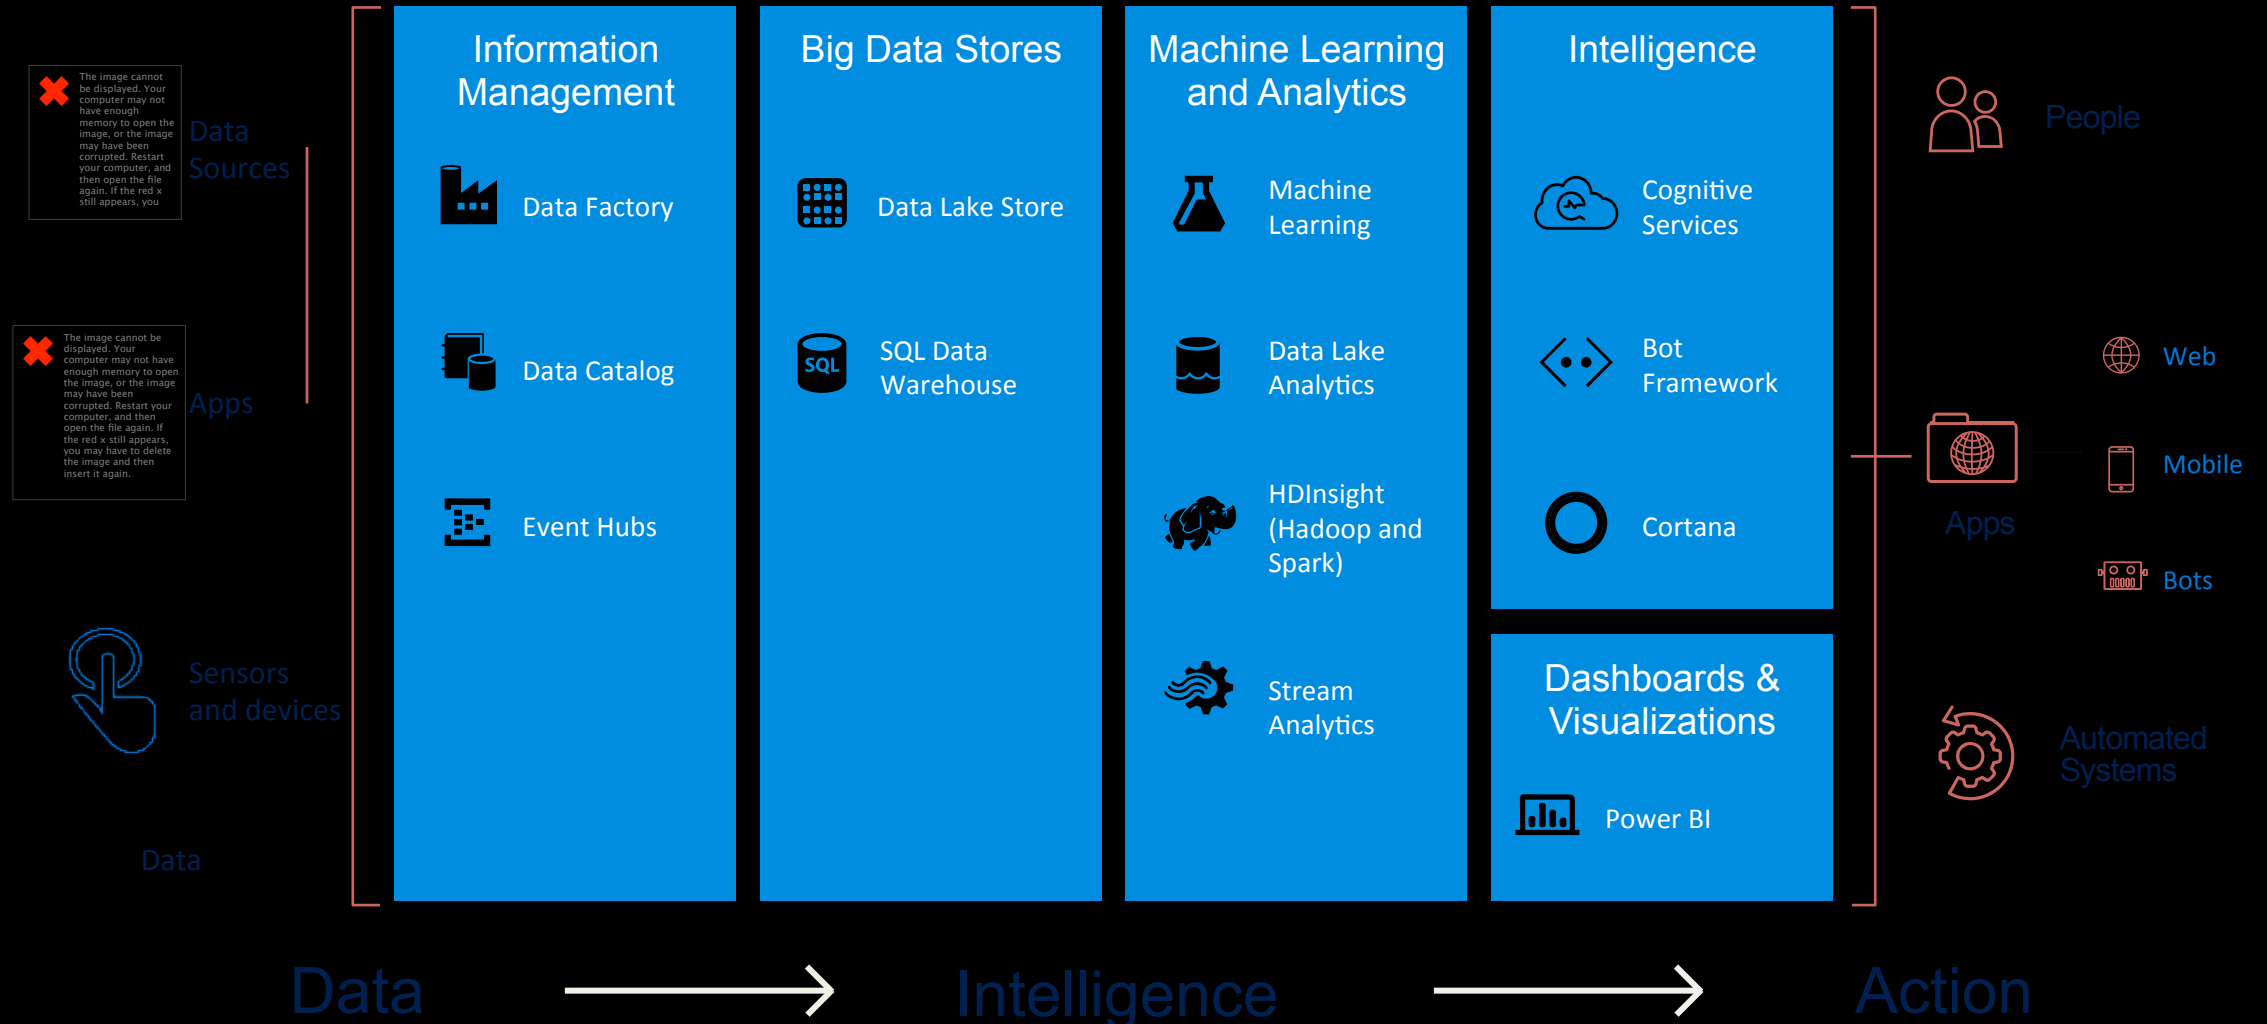 The image cannot
be displayed. Your
computer may not
have enough
memory to open the
image, or the image
may have been
corrupted. Restart
your computer, and
then open the file
again. If the red x
still appears, you
Data
Sources
The image cannot be
displayed. Your
computer may not have
enough memory to open
the image, or the image
may have been
corrupted. Restart your
computer, and then
open the file again. If
the red x still appears,
you may have to delete
the image and then
insert it again.
Apps
Sensors
and devices
Data
Information
Management
Data Factory
Data Catalog
Event Hubs
Big Data Stores
Data Lake Store
SQL
SQL Data
Warehouse
Machine Learning
and Analytics
Machine
Learning
Data Lake
Analytics
HDInsight
(Hadoop and
Spark)
Stream
Analytics
Intelligence
Cognitive
Services
Bot
Framework
Cortana
Dashboards &
Visualizations
Power BI
People
Apps
Web
Mobile
Bots
Automated
Systems
Data
Intelligence
Action